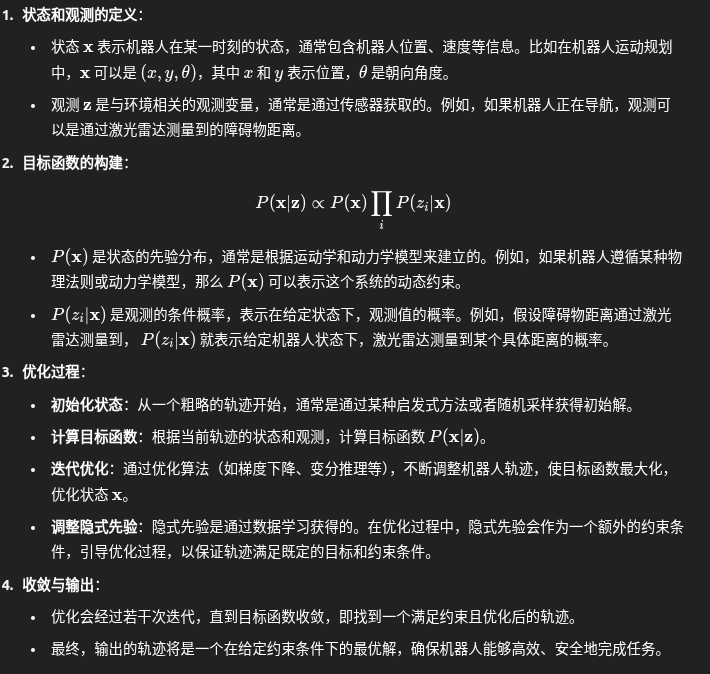 1. 状态和观测的定义：
• 状态 x 表示机器人在某一时刻的状态，通常包含机器人位置、速度等信息。比如在机器人运动规划
中，x 可以是 (x, y, θ)，其中 x 和 y 表示位置，θ 是朝向角度。
• 观测 z 是与环境相关的观测变量，通常是通过传感器获取的。例如，如果机器人正在导航，观测可
以是通过激光雷达测量到的障碍物距离。
2. 目标函数的构建：
P(x|z) ∝ P(x) ∏_i P(z_i|x)
• P(x) 是状态的先验分布，通常是根据运动学和动力学模型来建立的。例如，如果机器人遵循某种物
理法则或动力学模型，那么 P(x) 可以表示这个系统的动态约束。
• P(z_i|x) 是观测的条件概率，表示在给定状态下，观测值的概率。例如，假设障碍物距离通过激光
雷达测量到， P(z_i|x) 就表示给定机器人状态下，激光雷达测量到某个具体距离的概率。
3. 优化过程：
• 初始化状态：从一个粗略的轨迹开始，通常是通过某种启发式方法或者随机采样获得初始解。
• 计算目标函数：根据当前轨迹的状态和观测，计算目标函数 P(x|z)。
• 迭代优化：通过优化算法（如梯度下降、变分推理等），不断调整机器人轨迹，使目标函数最大化，
优化状态 x。
• 调整隐式先验：隐式先验是通过数据学习获得的。在优化过程中，隐式先验会作为一个额外的约束条
件，引导优化过程，以保证轨迹满足既定的目标和约束条件。
4. 收敛与输出：
• 优化会经过若干次迭代，直到目标函数收敛，即找到一个满足约束且优化后的轨迹。
• 最终，输出的轨迹将是一个在给定约束条件下的最优解，确保机器人能够高效、安全地完成任务。